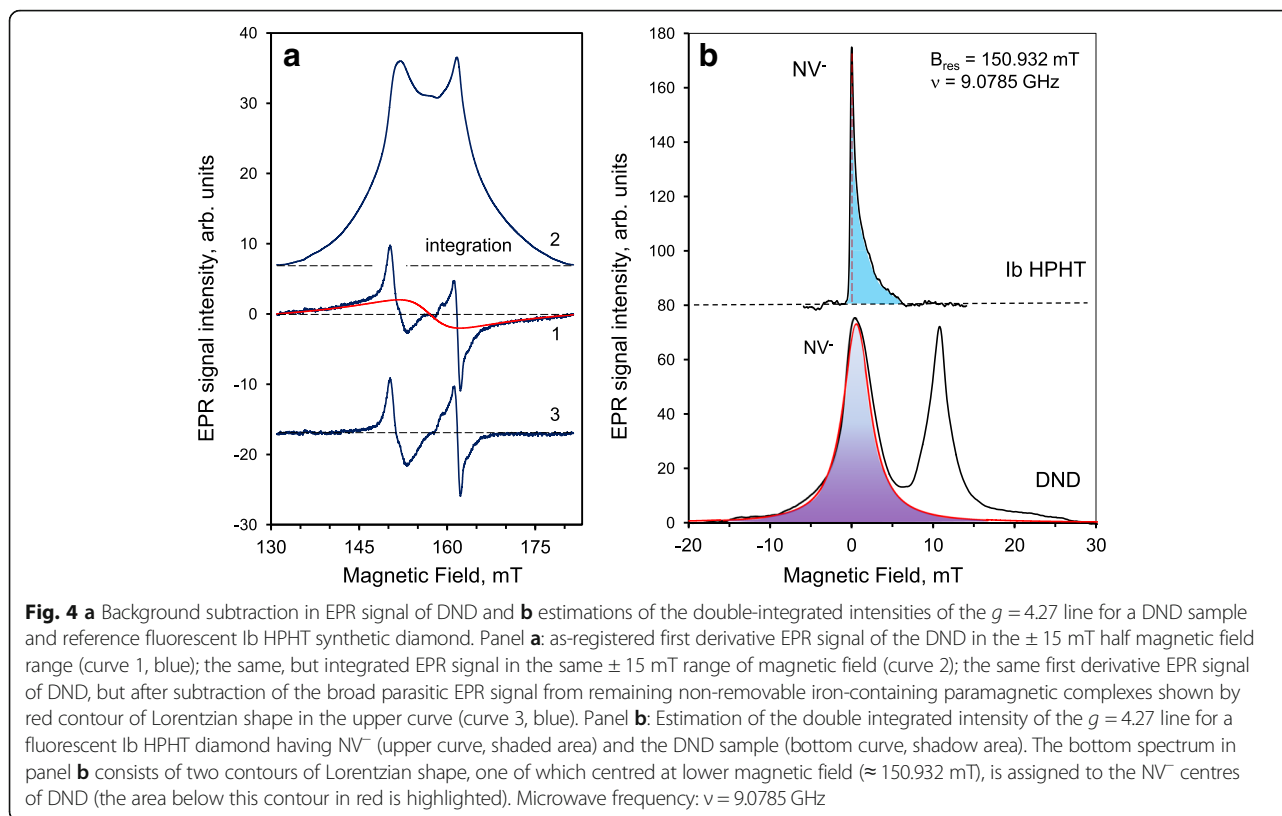 a
40
30
20
10
0
-10
-20
-30
130
145
160
175
EPR signal intensity, arb. units
Magnetic Field, mT
2
integration
1
3
b
180
160
140
120
100
80
60
40
20
0
-20
-10
0
10
20
30
EPR signal intensity, arb. units
Magnetic Field, mT
NV-
Bres = 150.932 mT
ν = 9.0785 GHz
Ib HPHT
NV-
DND
Fig. 4 a Background subtraction in EPR signal of DND and b estimations of the double-integrated intensities of the g = 4.27 line for a DND sample
and reference fluorescent Ib HPHT synthetic diamond. Panel a: as-registered first derivative EPR signal of the DND in the ± 15 mT half magnetic field
range (curve 1, blue); the same, but integrated EPR signal in the same ± 15 mT range of magnetic field (curve 2); the same first derivative EPR signal
of DND, but after subtraction of the broad parasitic EPR signal from remaining non-removable iron-containing paramagnetic complexes shown by
red contour of Lorentzian shape in the upper curve (curve 3, blue). Panel b: Estimation of the double integrated intensity of the g = 4.27 line for a
fluorescent Ib HPHT diamond having NV⁻ (upper curve, shaded area) and the DND sample (bottom curve, shadow area). The bottom spectrum in
panel b consists of two contours of Lorentzian shape, one of which centred at lower magnetic field (≈ 150.932 mT), is assigned to the NV⁻ centres
of DND (the area below this contour in red is highlighted). Microwave frequency: ν = 9.0785 GHz